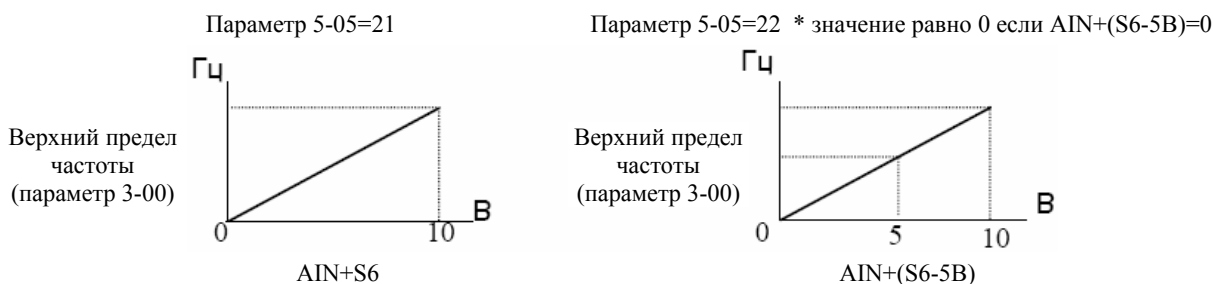 Параметр 5-05=21
Параметр 5-05=22 * значение равно 0 если AIN+(S6-5В)=0
Гц
Верхний предел
частоты
(параметр 3-00)
0
10
В
AIN+S6
Гц
Верхний предел
частоты
(параметр 3-00)
0
5
10
В
AIN+(S6-5В)